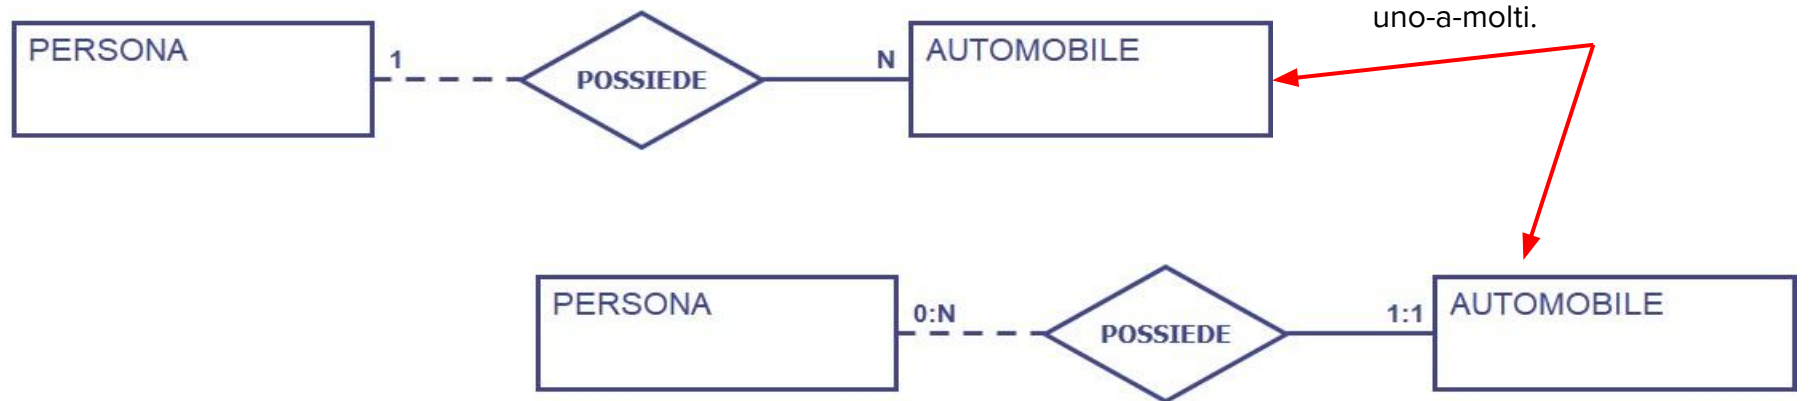 uno-a-molti.
PERSONA 1 POSSIEDE N AUTOMOBILE
PERSONA 0:N POSSIEDE 1:1 AUTOMOBILE